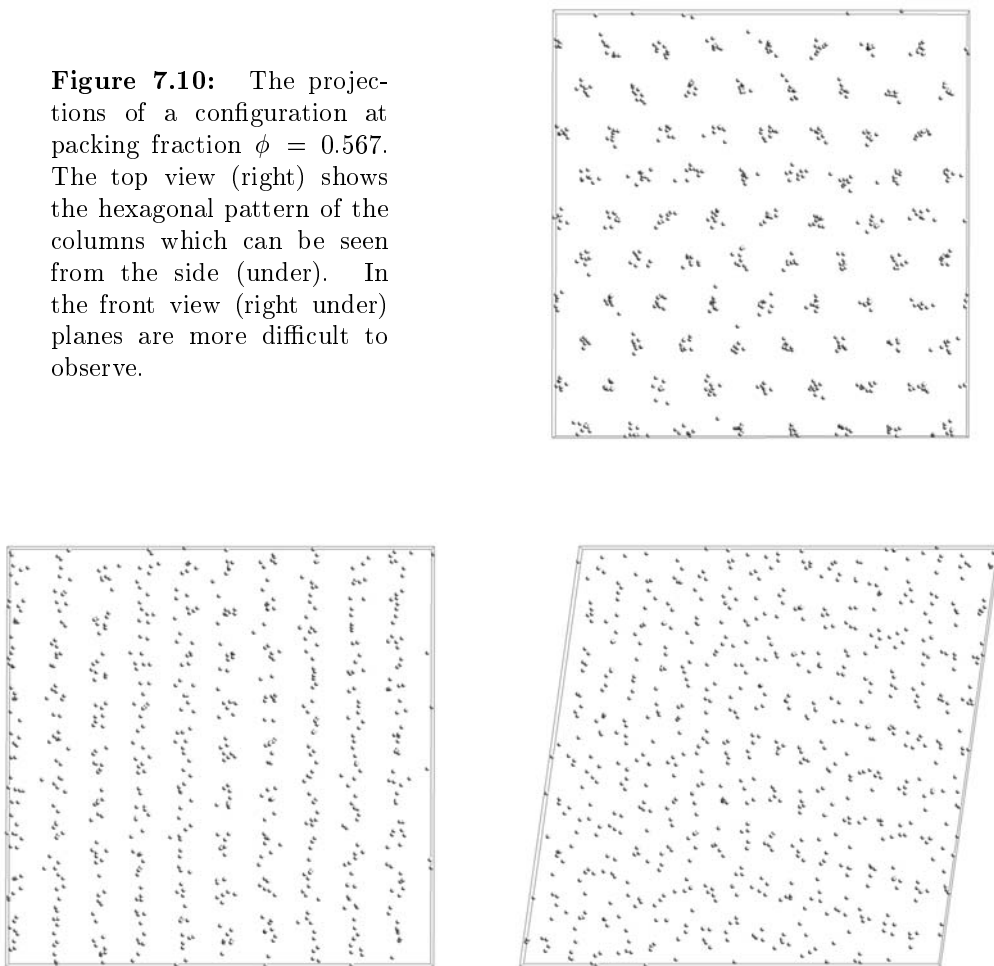 Figure 7.10: The projec-
tions of a configuration at
packing fraction ϕ = 0.567.
The top view (right) shows
the hexagonal pattern of the
columns which can be seen
from the side (under). In
the front view (right under)
planes are more difficult to
observe.